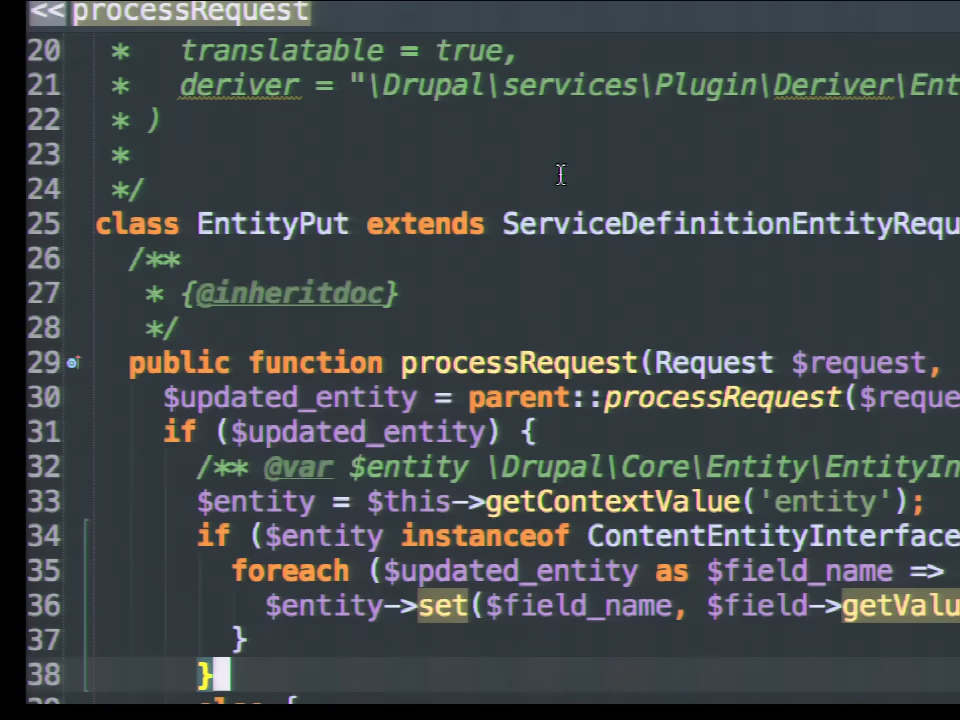 << processRequest
20 *   translatable = true,
21 *   deriver = "\Drupal\services\Plugin\Deriver\Ent
22 * )
23 *
24 */
25 class EntityPut extends ServiceDefinitionEntityRequ
26 /**
27 * {@inheritdoc}
28 */
29 public function processRequest(Request $request,
30 $updated_entity = parent::processRequest($reque
31 if ($updated_entity) {
32 /** @var $entity \Drupal\Core\Entity\EntityIn
33 $entity = $this->getContextValue('entity');
34 if ($entity instanceof ContentEntityInterface
35 foreach ($updated_entity as $field_name =>
36 $entity->set($field_name, $field->getValu
37 }
38 }
39 else {